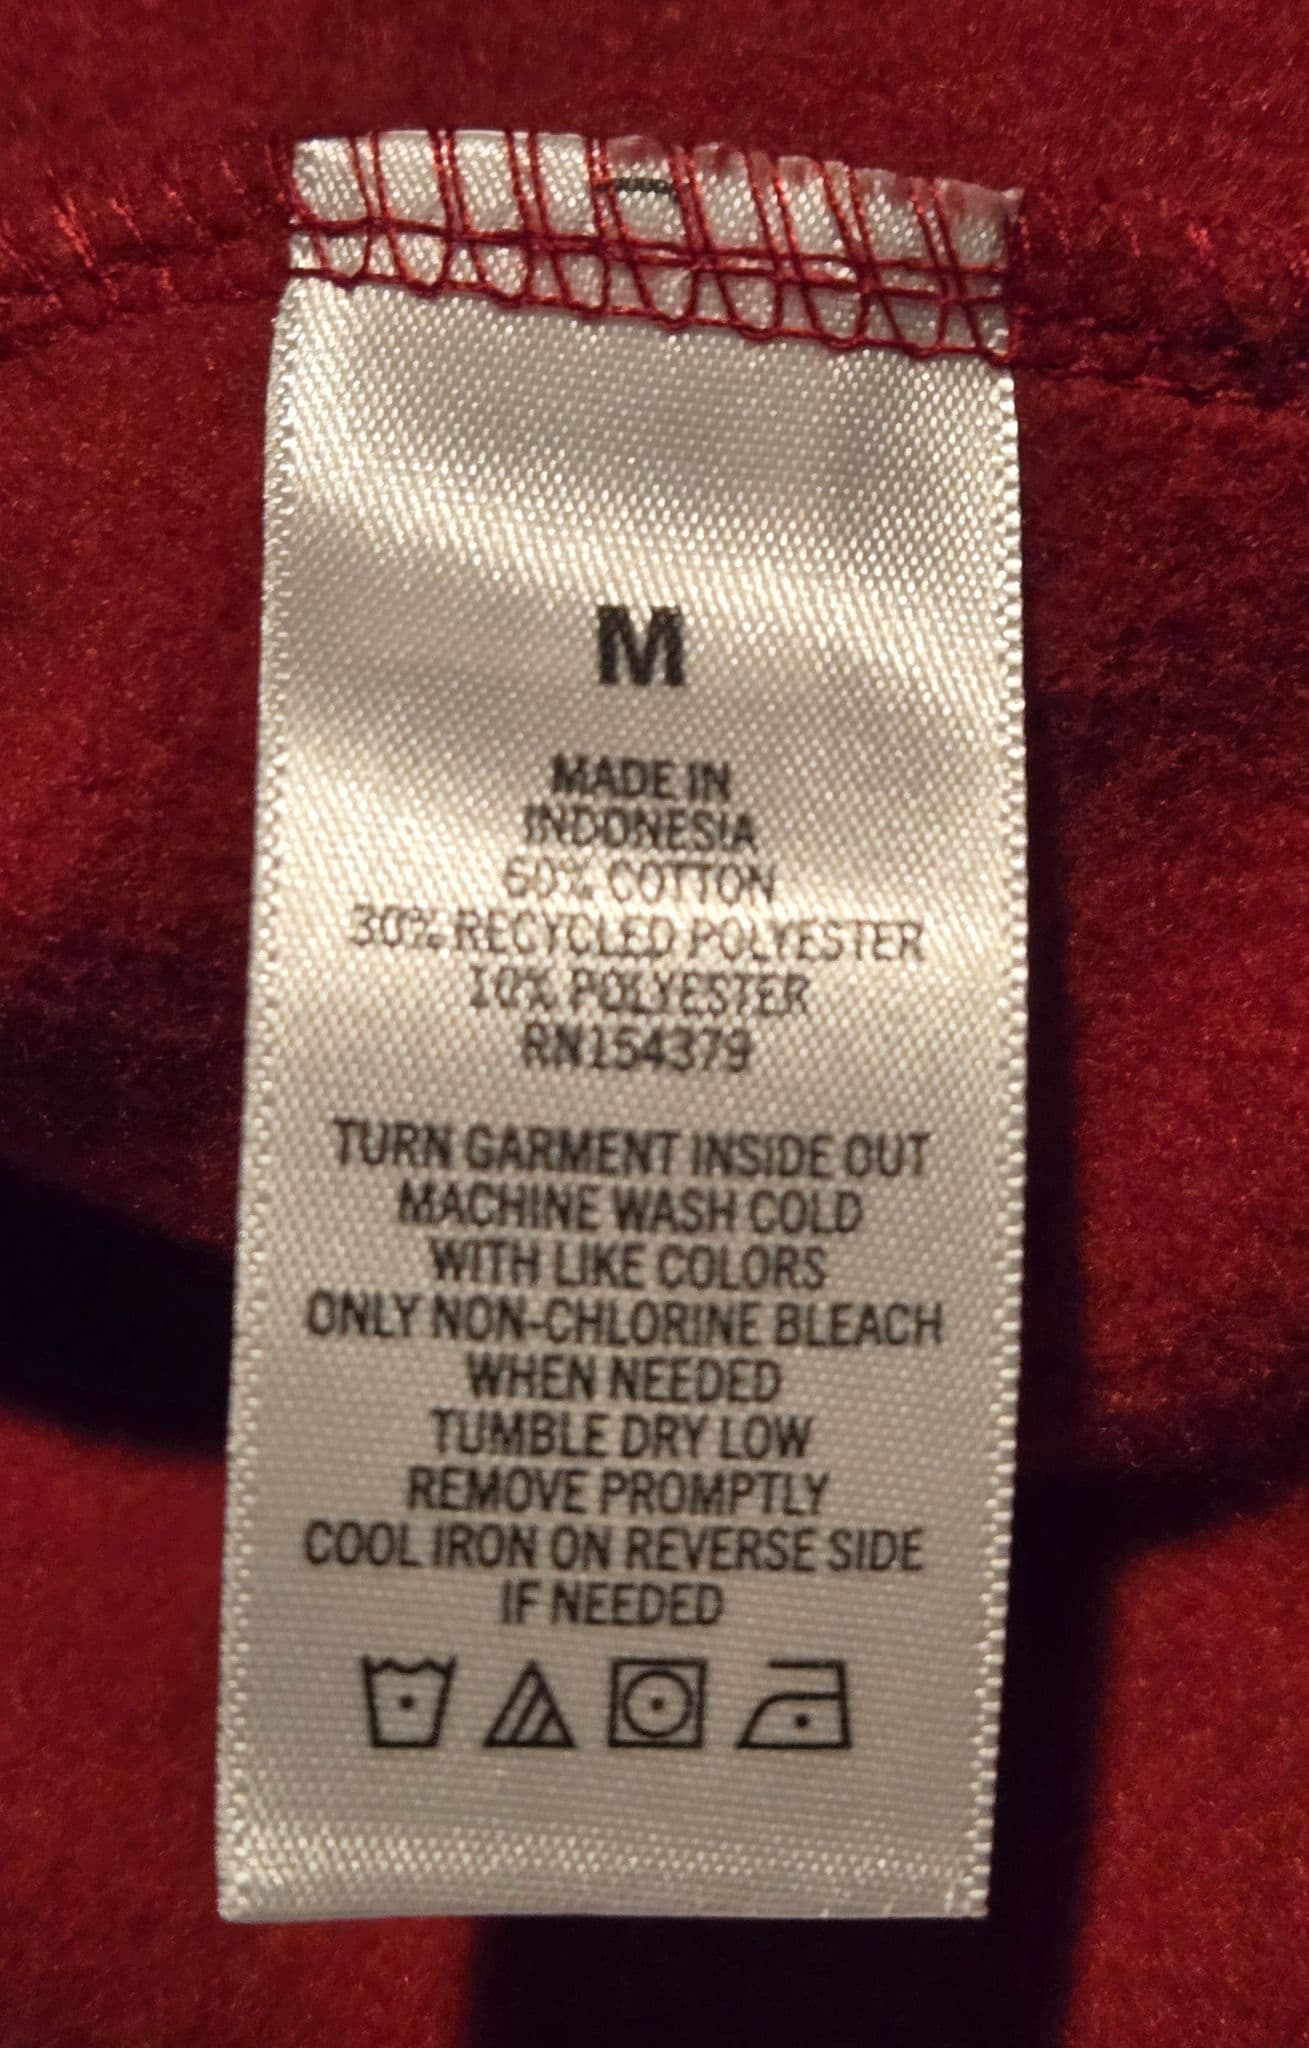 M
MADE IN
INDONESIA
60% COTTON
30% RECYCLED POLYESTER
10% POLYESTER
RN154379
TURN GARMENT INSIDE OUT
MACHINE WASH COLD
WITH LIKE COLORS
ONLY NON-CHLORINE BLEACH
WHEN NEEDED
TUMBLE DRY LOW
REMOVE PROMPTLY
COOL IRON ON REVERSE SIDE
IF NEEDED